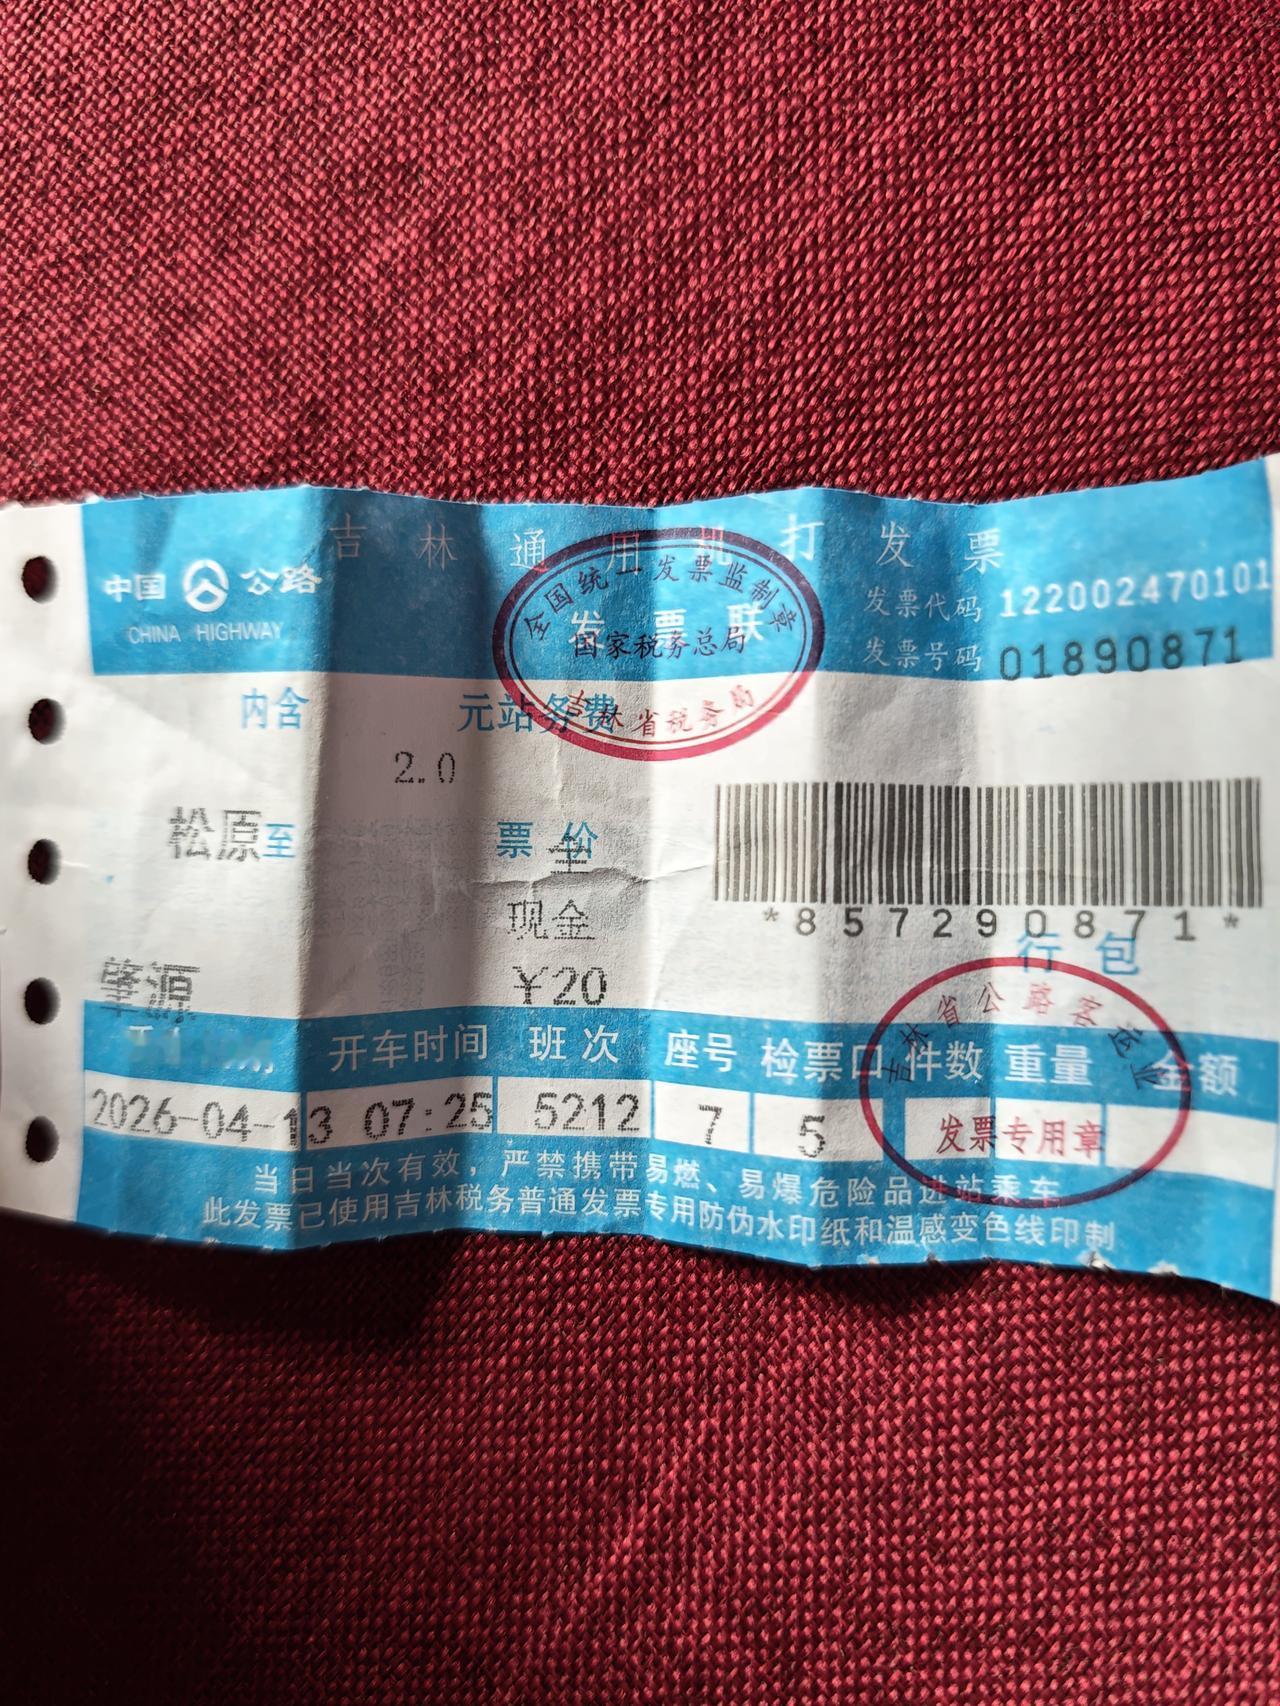 吉林通用机打发票
中国公路
CHINA HIGHWAY
全国统一发票监制章
发票联
国家税务总局
吉林省税务局
发票代码 122002470101
发票号码 01890871
内含 元站务费
2.0
松原至
票价
全
现金
*857290871*
行包
肇源
¥20
吉林省公路客运
开车时间 班次 座号 检票口 件数 重量 金额
2026-04-13 07:25 5212 7 5
发票专用章
当日当次有效，严禁携带易燃、易爆危险品进站乘车
此发票已使用吉林税务普通发票专用防伪水印纸和温感变色线印制